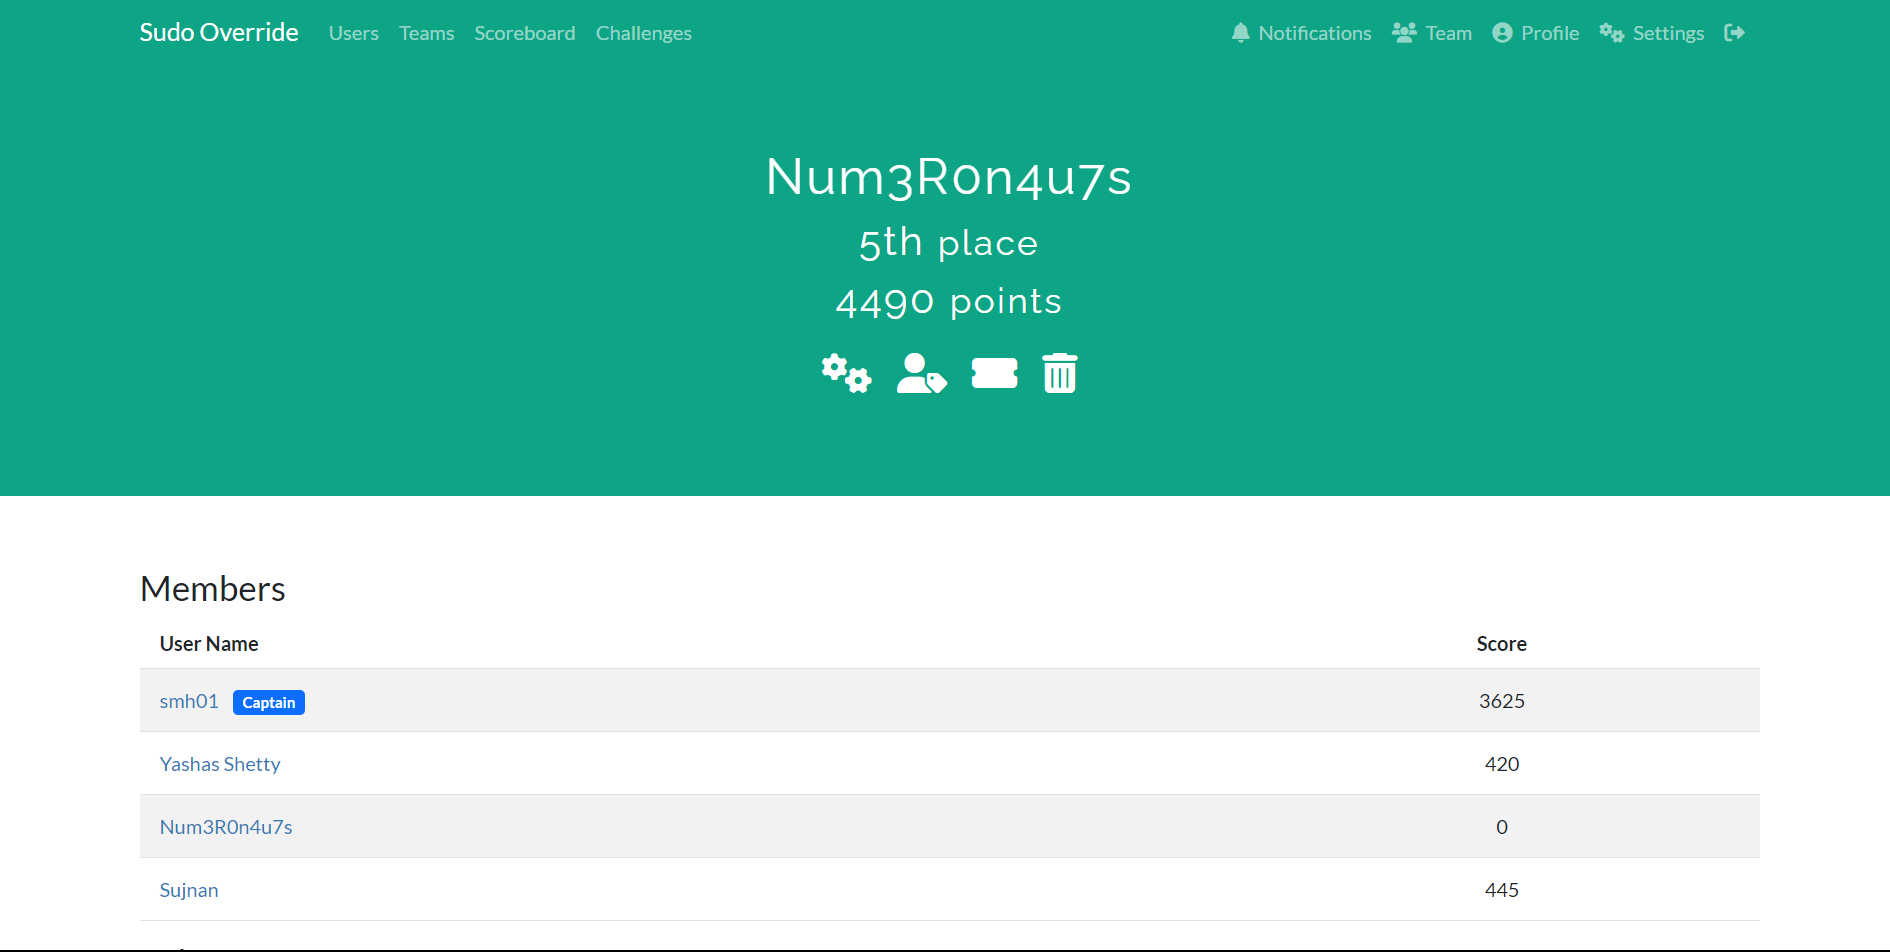 Sudo Override Users Teams Scoreboard Challenges Notifications Team Profile Settings
Num3R0n4u7s
5th place
4490 points
Members
User Name Score
smh01 Captain 3625
Yashas Shetty 420
Num3R0n4u7s 0
Sujnan 445